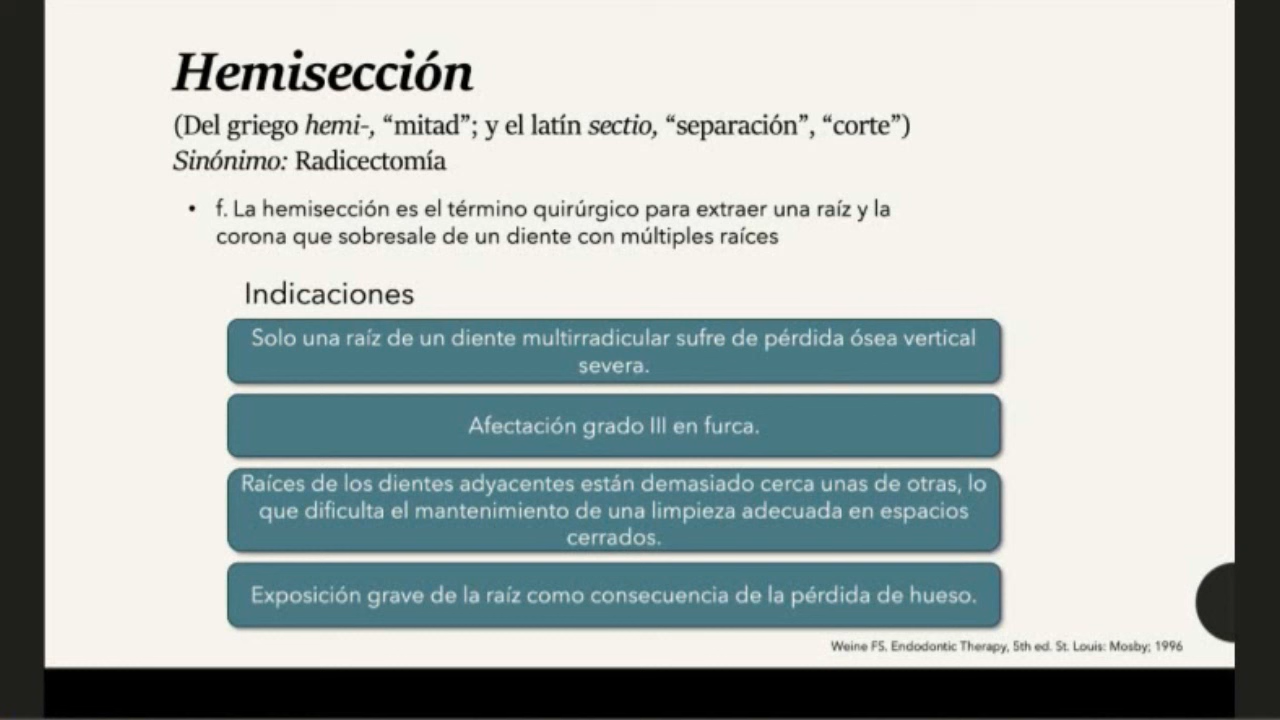 Hemisección
(Del griego hemi-, “mitad”; y el latín sectio, “separación”, “corte”)
Sinónimo: Radicectomía
• f. La hemisección es el término quirúrgico para extraer una raíz y la
corona que sobresale de un diente con múltiples raíces
Indicaciones
Solo una raíz de un diente multirradicular sufre de pérdida ósea vertical
severa.
Afectación grado III en furca.
Raíces de los dientes adyacentes están demasiado cerca unas de otras, lo
que dificulta el mantenimiento de una limpieza adecuada en espacios
cerrados.
Exposición grave de la raíz como consecuencia de la pérdida de hueso.
Weine FS. Endodontic Therapy, 5th ed. St. Louis: Mosby; 1996